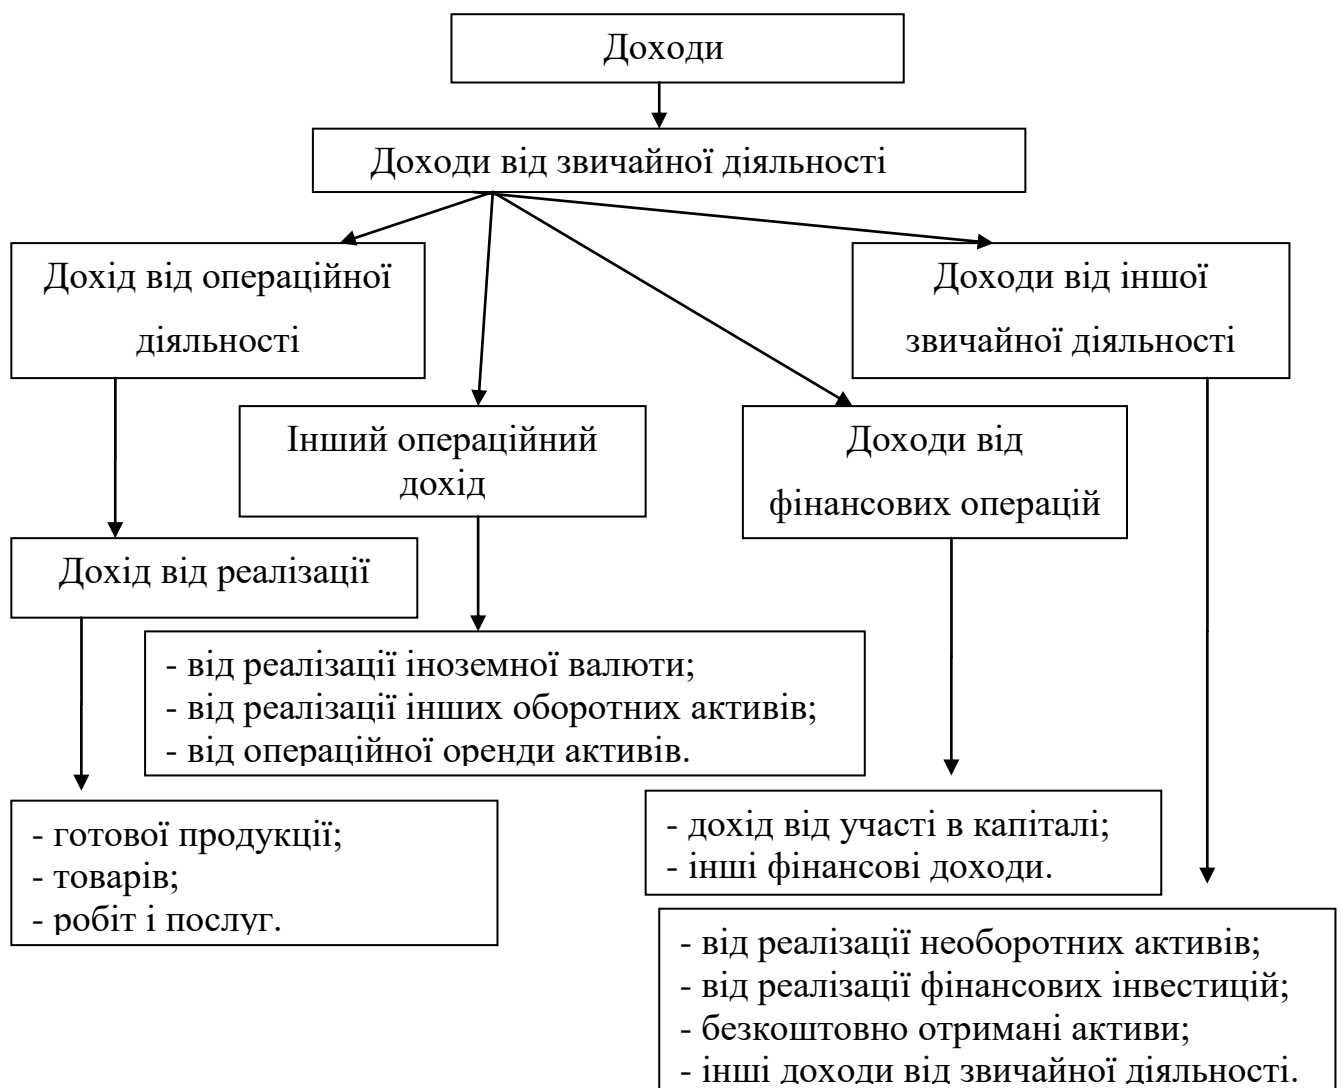 Доходи
Доходи від звичайної діяльності
Дохід від операційної
діяльності
Доходи від іншої
звичайної діяльності
Інший операційний
дохід
Доходи від
фінансових операцій
Дохід від реалізації
- від реалізації іноземної валюти;
- від реалізації інших оборотних активів;
- від операційної оренди активів.
- готової продукції;
- товарів;
- робіт і послуг.
- дохід від участі в капіталі;
- інші фінансові доходи.
- від реалізації необоротних активів;
- від реалізації фінансових інвестицій;
- безкоштовно отримані активи;
- інші доходи від звичайної діяльності.